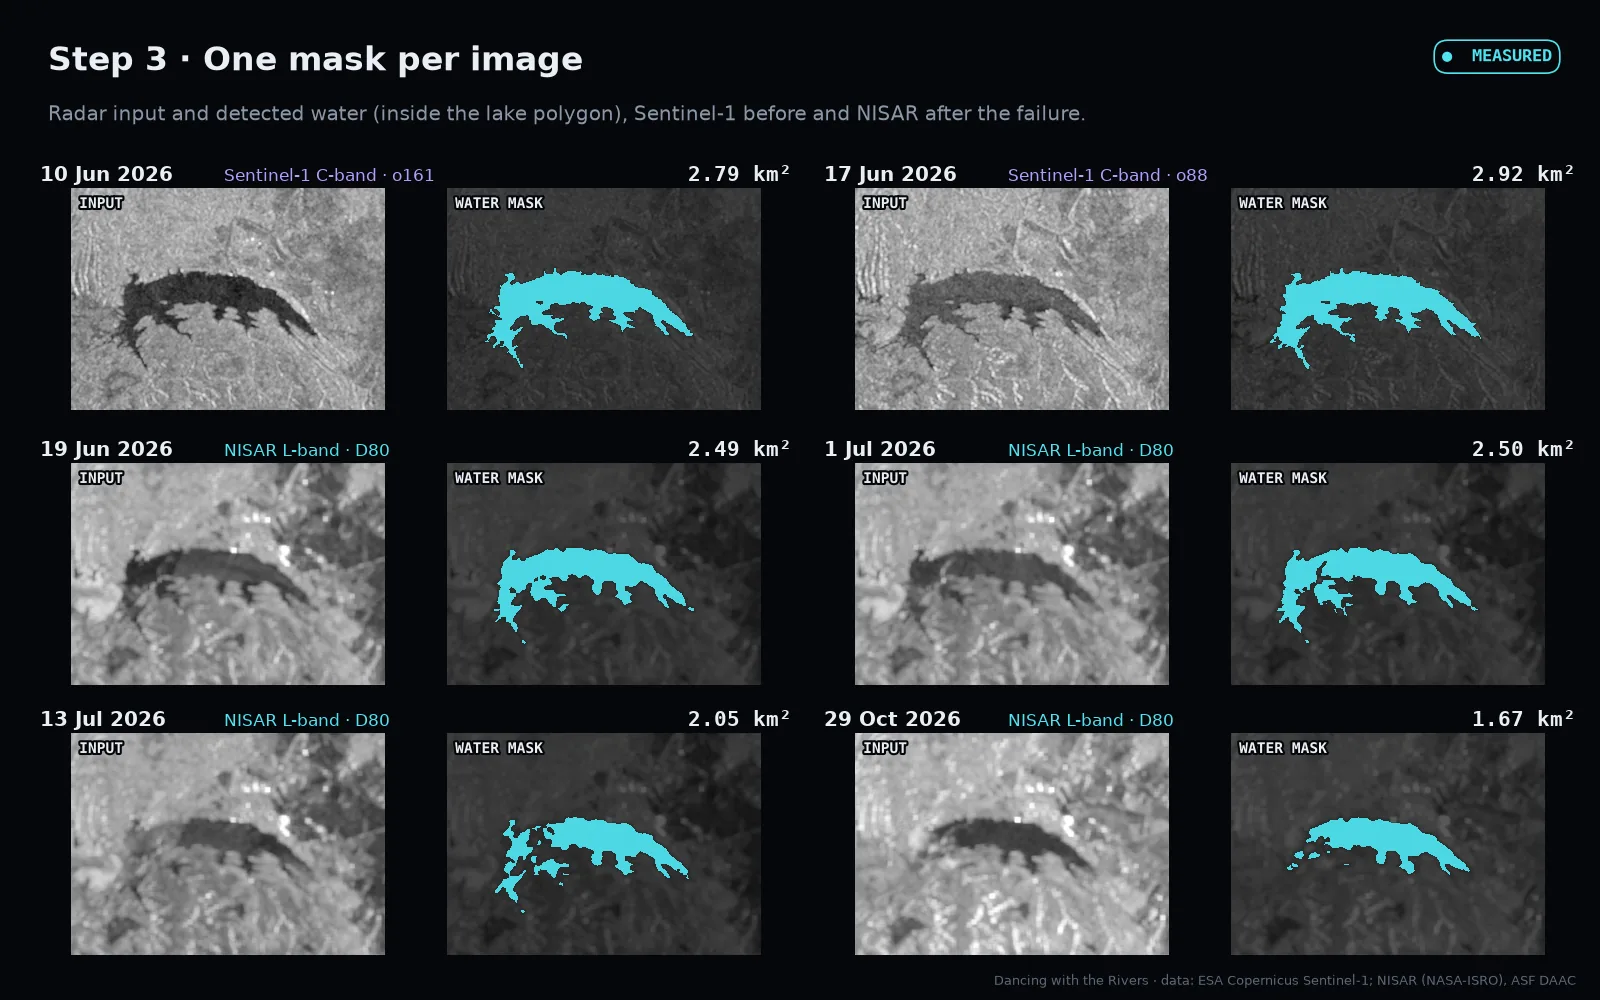 Step 3 · One mask per image
MEASURED
Radar input and detected water (inside the lake polygon), Sentinel-1 before and NISAR after the failure.
10 Jun 2026 Sentinel-1 C-band · o161 2.79 km²
INPUT
WATER MASK
17 Jun 2026 Sentinel-1 C-band · o88 2.92 km²
INPUT
WATER MASK
19 Jun 2026 NISAR L-band · D80 2.49 km²
INPUT
WATER MASK
1 Jul 2026 NISAR L-band · D80 2.50 km²
INPUT
WATER MASK
13 Jul 2026 NISAR L-band · D80 2.05 km²
INPUT
WATER MASK
29 Oct 2026 NISAR L-band · D80 1.67 km²
INPUT
WATER MASK
Dancing with the Rivers · data: ESA Copernicus Sentinel-1; NISAR (NASA-ISRO), ASF DAAC